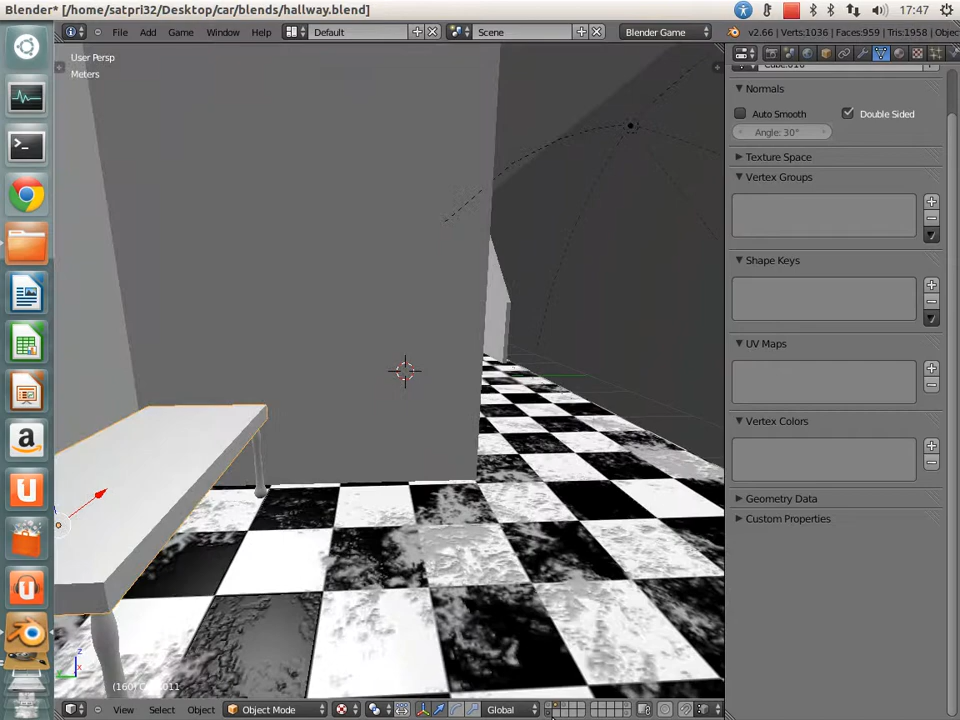 Blender* [/home/satpri32/Desktop/car/blends/hallway.blend]
17:47
File Add Game Window Help
Default
Scene
Blender Game
v2.66 | Verts:1036 | Faces:959 | Tris:1958 | Objec
User Persp
Meters
Normals
Auto Smooth
Double Sided
Angle: 30°
Texture Space
Vertex Groups
Shape Keys
UV Maps
Vertex Colors
Geometry Data
Custom Properties
View Select Object
Object Mode
Global